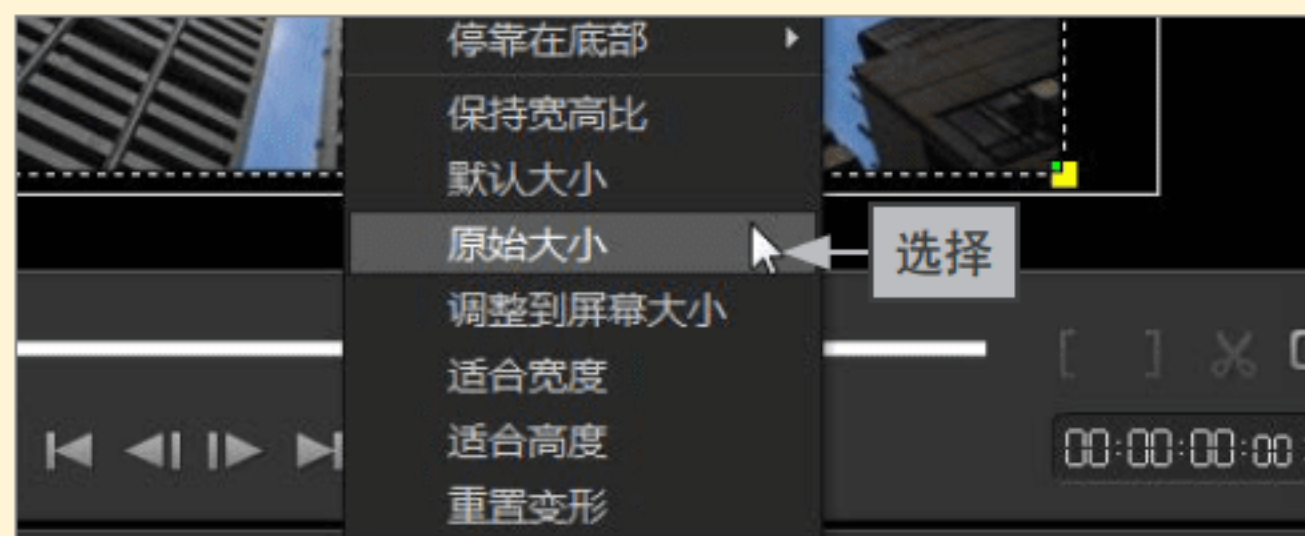 停靠在底部
保持宽高比
默认大小
原始大小
选择
调整到屏幕大小
适合宽度
适合高度
00:00:00:00
重置变形